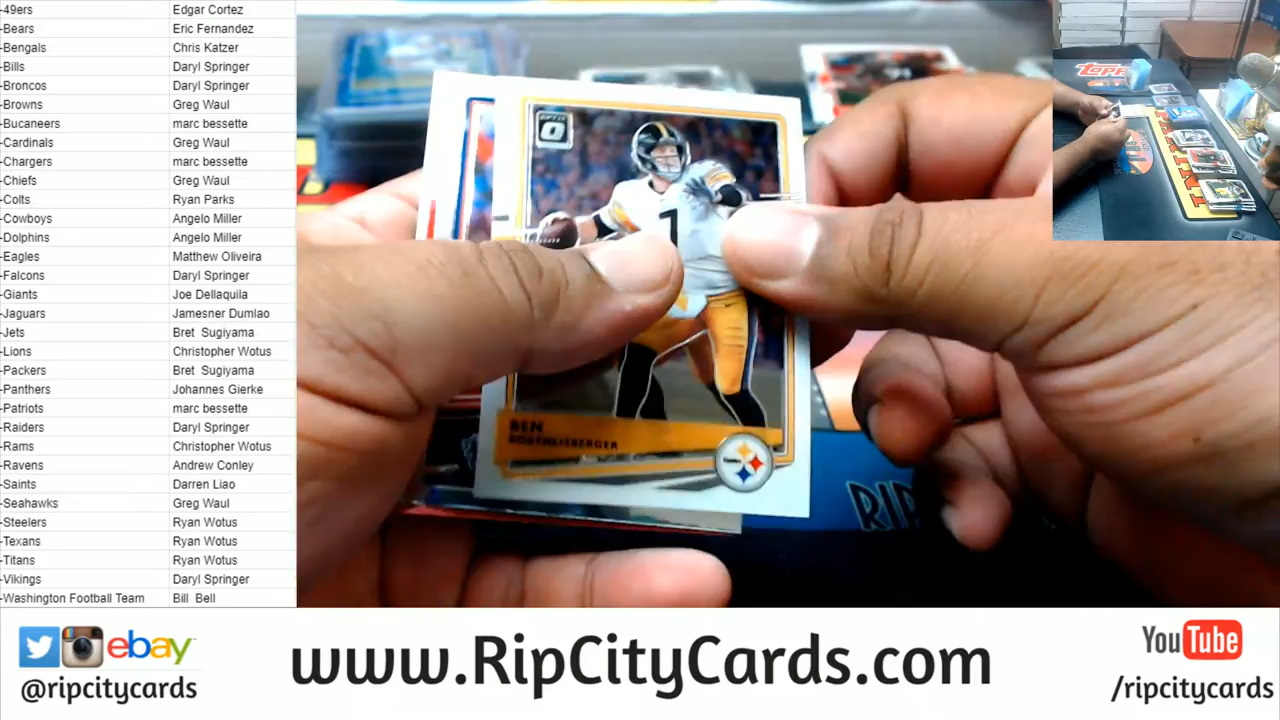 -49ers Edgar Cortez
-Bears Eric Fernandez
-Bengals Chris Katzer
-Bills Daryl Springer
-Broncos Daryl Springer
-Browns Greg Waul
-Bucaneers marc bessette
-Cardinals Greg Waul
-Chargers marc bessette
-Chiefs Greg Waul
-Colts Ryan Parks
-Cowboys Angelo Miller
-Dolphins Angelo Miller
-Eagles Matthew Oliveira
-Falcons Daryl Springer
-Giants Joe Dellaquila
-Jaguars Jamesner Dumlao
-Jets Bret Sugiyama
-Lions Christopher Wotus
-Packers Bret Sugiyama
-Panthers Johannes Gierke
-Patriots marc bessette
-Raiders Daryl Springer
-Rams Christopher Wotus
-Ravens Andrew Conley
-Saints Darren Liao
-Seahawks Greg Waul
-Steelers Ryan Wotus
-Texans Ryan Wotus
-Titans Ryan Wotus
-Vikings Daryl Springer
-Washington Football Team Bill Bell
OPTIC
7
BEN
ROETHLISBERGER
Steelers
RIP
TOPPS
ebay
@ripcitycards
www.RipCityCards.com
YouTube
/ripcitycards